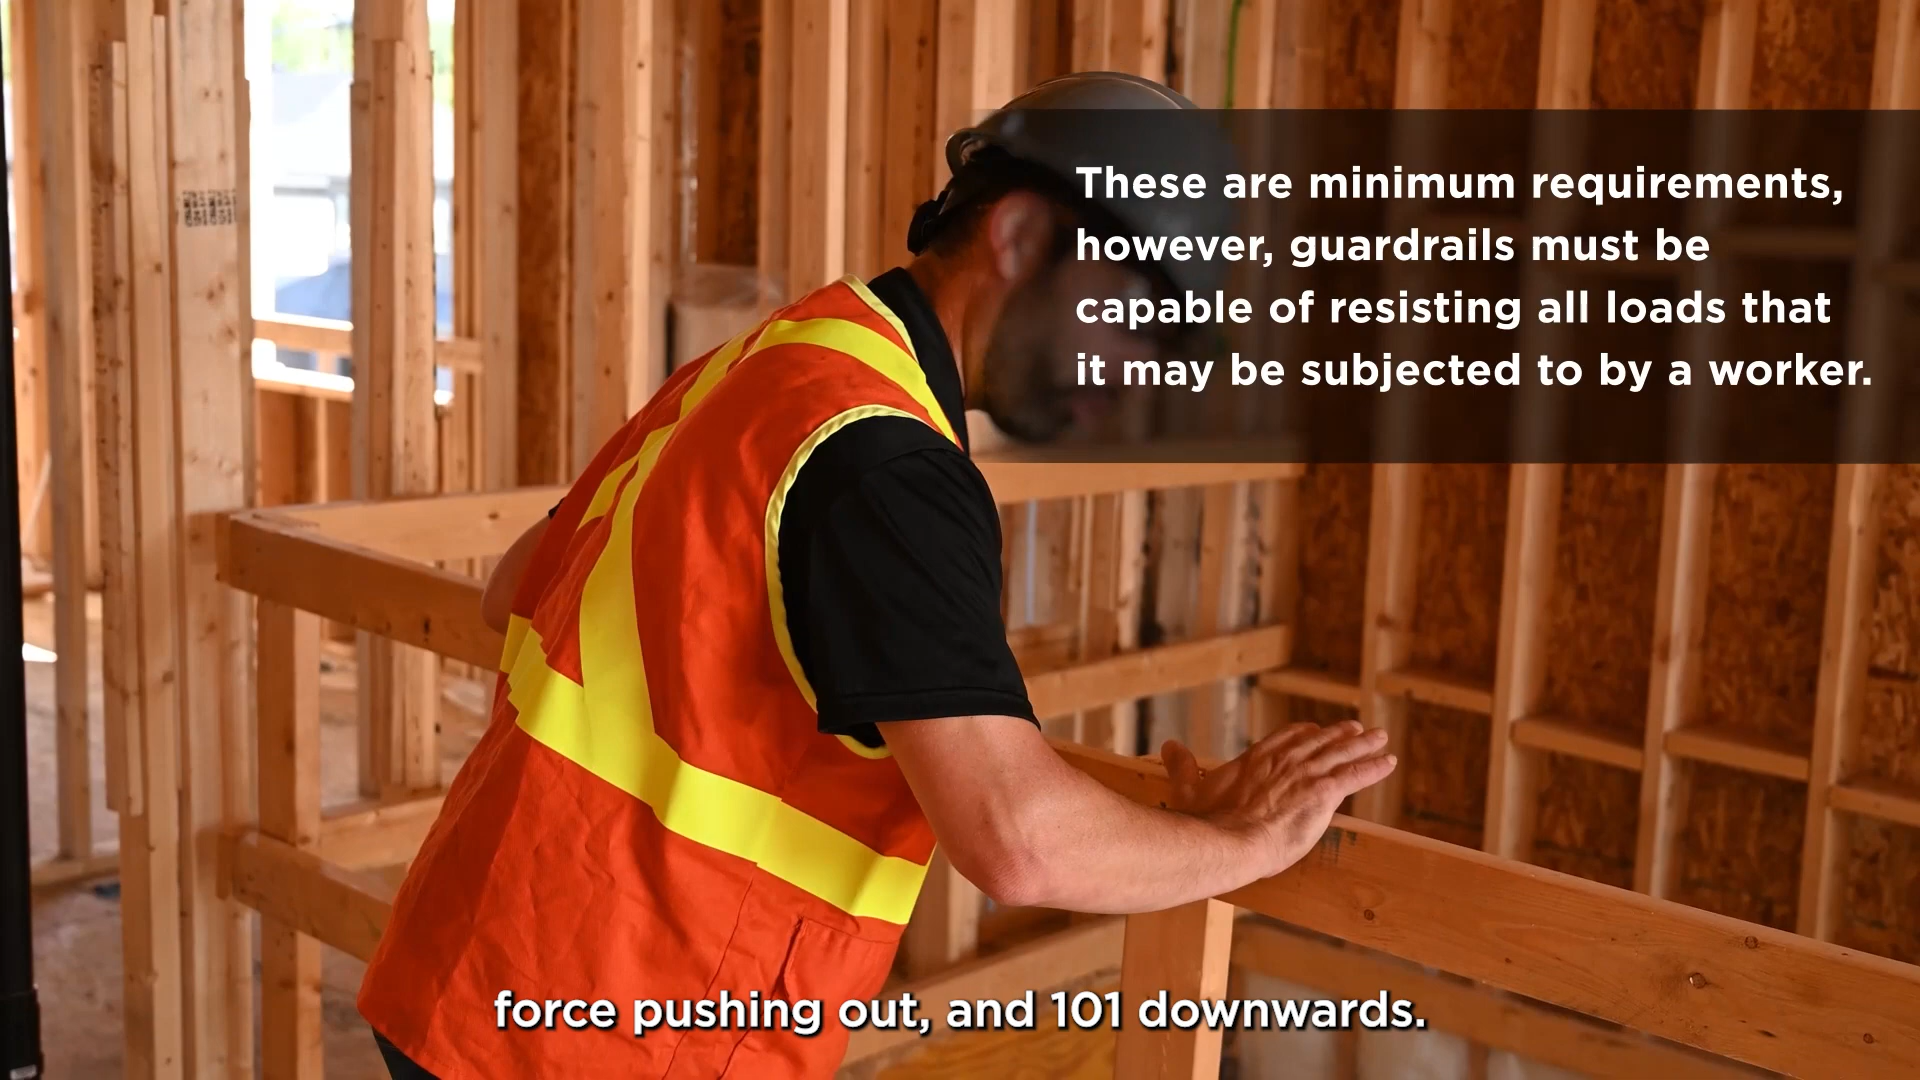 These are minimum requirements,
however, guardrails must be
capable of resisting all loads that
it may be subjected to by a worker.
force pushing out, and 101 downwards.